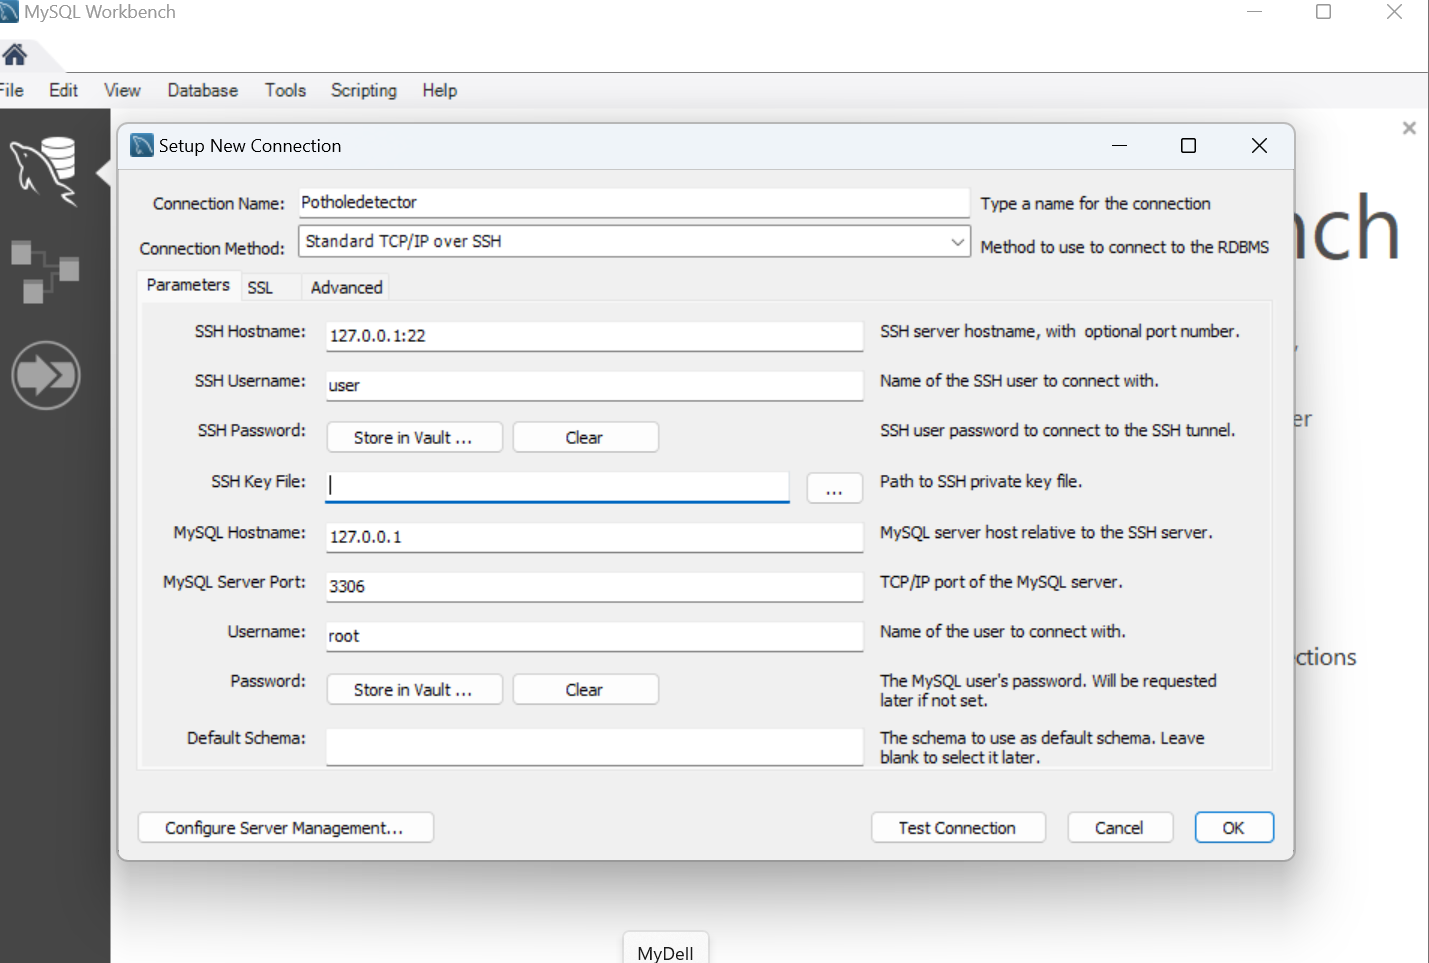 MySQL Workbench
File Edit View Database Tools Scripting Help
Setup New Connection
Connection Name: Potholedetector Type a name for the connection
Connection Method: Standard TCP/IP over SSH Method to use to connect to the RDBMS
Parameters SSL Advanced
SSH Hostname: 127.0.0.1:22 SSH server hostname, with optional port number.
SSH Username: user Name of the SSH user to connect with.
SSH Password: Store in Vault ... Clear SSH user password to connect to the SSH tunnel.
SSH Key File: ... Path to SSH private key file.
MySQL Hostname: 127.0.0.1 MySQL server host relative to the SSH server.
MySQL Server Port: 3306 TCP/IP port of the MySQL server.
Username: root Name of the user to connect with.
Password: Store in Vault ... Clear The MySQL user's password. Will be requested
later if not set.
Default Schema: The schema to use as default schema. Leave
blank to select it later.
Configure Server Management... Test Connection Cancel OK
nch
er
ctions
MyDell